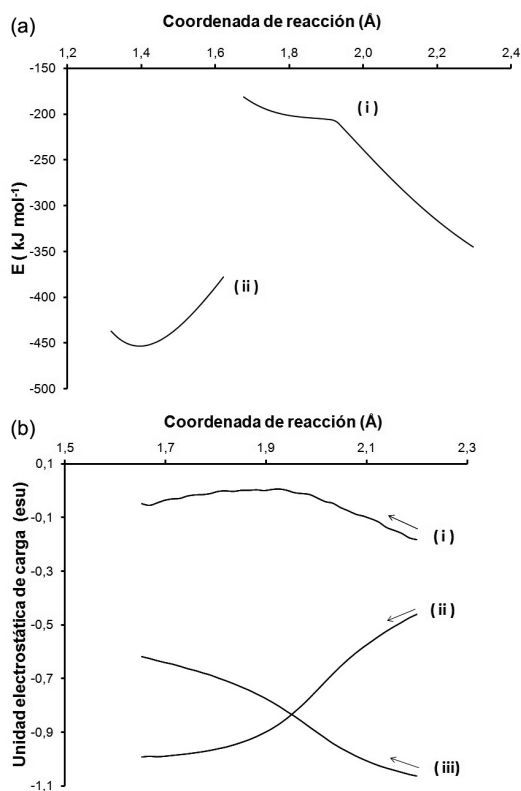 (a)
Coordenada de reacción (Å)
1,2 1,4 1,6 1,8 2,0 2,2 2,4
-150
-200
-250
-300
-350
-400
-450
-500
E ( kJ mol-1)
( i )
( ii )
(b)
Coordenada de reacción (Å)
1,5 1,7 1,9 2,1 2,3
0,1
-0,1
-0,3
-0,5
-0,7
-0,9
-1,1
Unidad electrostática de carga (esu)
( i )
( ii )
(iii)